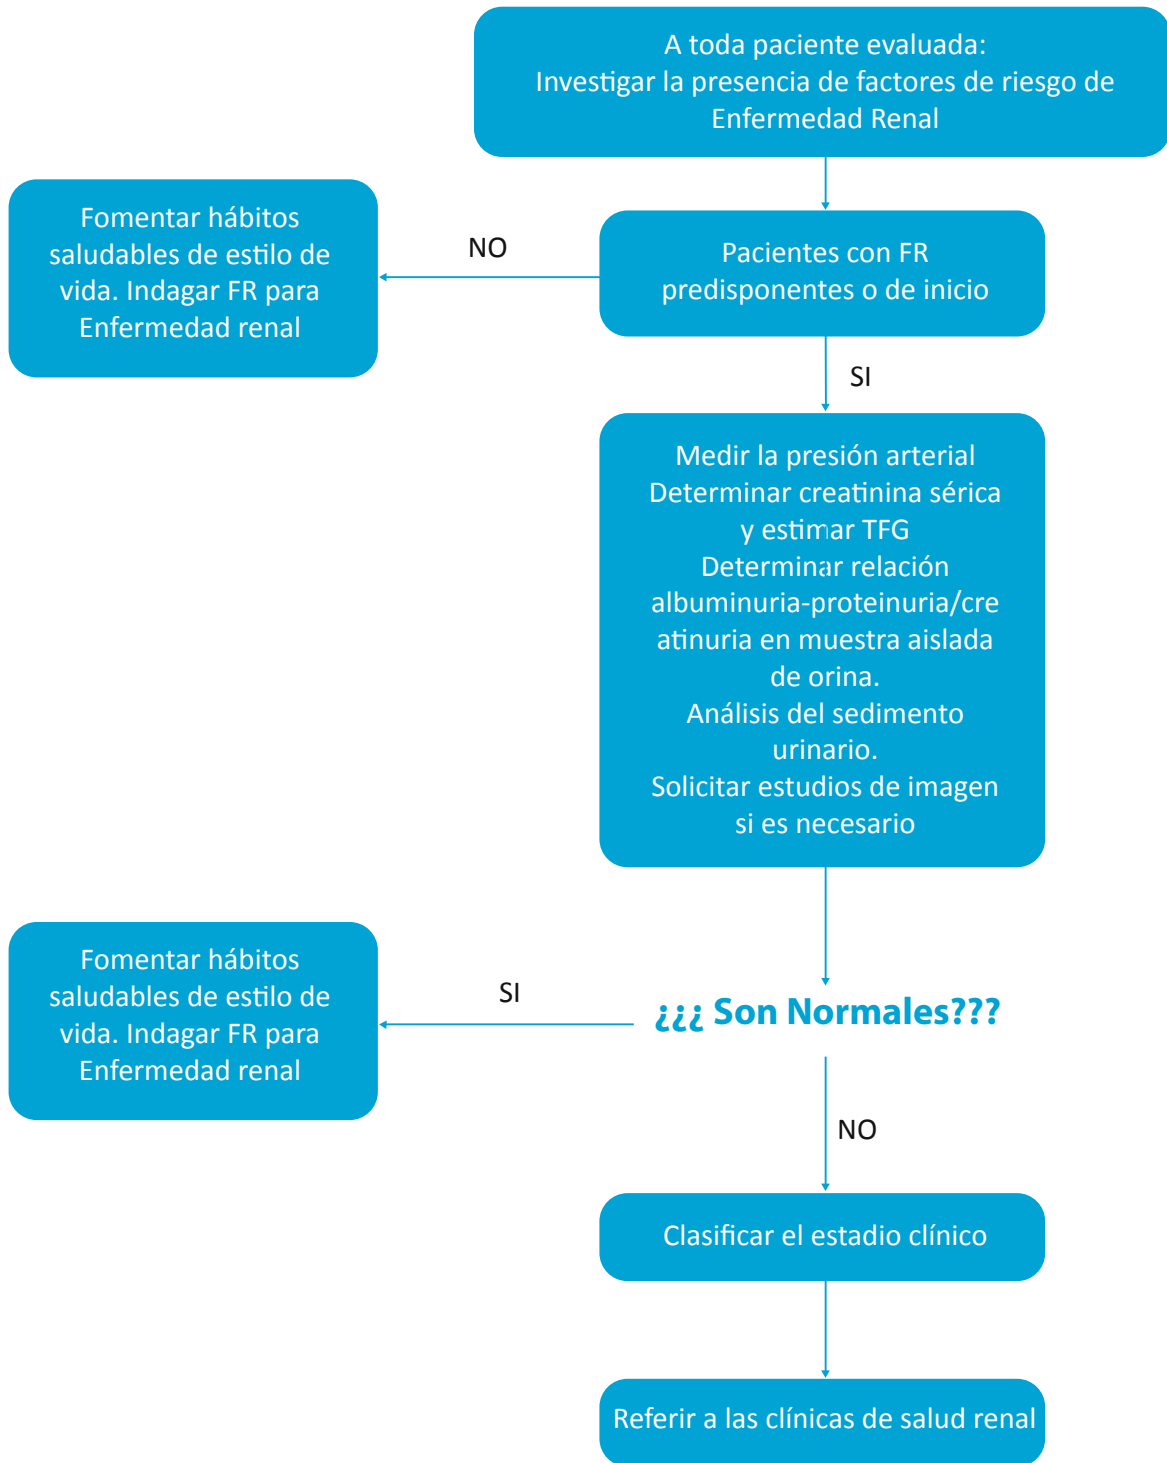 A toda paciente evaluada:
Investigar la presencia de factores de riesgo de
Enfermedad Renal
Fomentar hábitos
saludables de estilo de
vida. Indagar FR para
Enfermedad renal
NO
Pacientes con FR
predisponentes o de inicio
SI
Medir la presión arterial
Determinar creatinina sérica
y estimar TFG
Determinar relación
albuminuria-proteinuria/cre
atinuria en muestra aislada
de orina.
Análisis del sedimento
urinario.
Solicitar estudios de imagen
si es necesario
Fomentar hábitos
saludables de estilo de
vida. Indagar FR para
Enfermedad renal
SI
¿¿¿ Son Normales???
NO
Clasificar el estadio clínico
Referir a las clínicas de salud renal